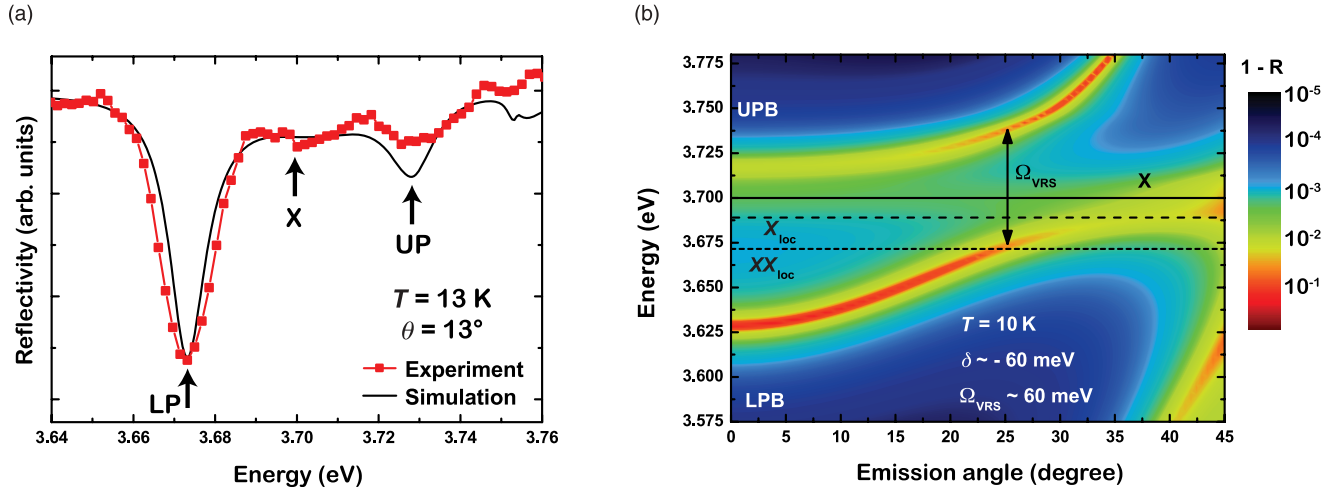 (a)
Reflectivity (arb. units)
X
UP
LP
T = 13 K
θ = 13°
Experiment
Simulation
3.64 3.66 3.68 3.70 3.72 3.74 3.76
Energy (eV)
(b)
3.775
3.750
3.725
3.700
3.675
3.650
3.625
3.600
3.575
Energy (eV)
UPB
X
Ω_VRS
X_loc
XX_loc
T = 10 K
δ ~ - 60 meV
Ω_VRS ~ 60 meV
LPB
0 5 10 15 20 25 30 35 40 45
Emission angle (degree)
1 - R
10⁻⁵
10⁻⁴
10⁻³
10⁻²
10⁻¹